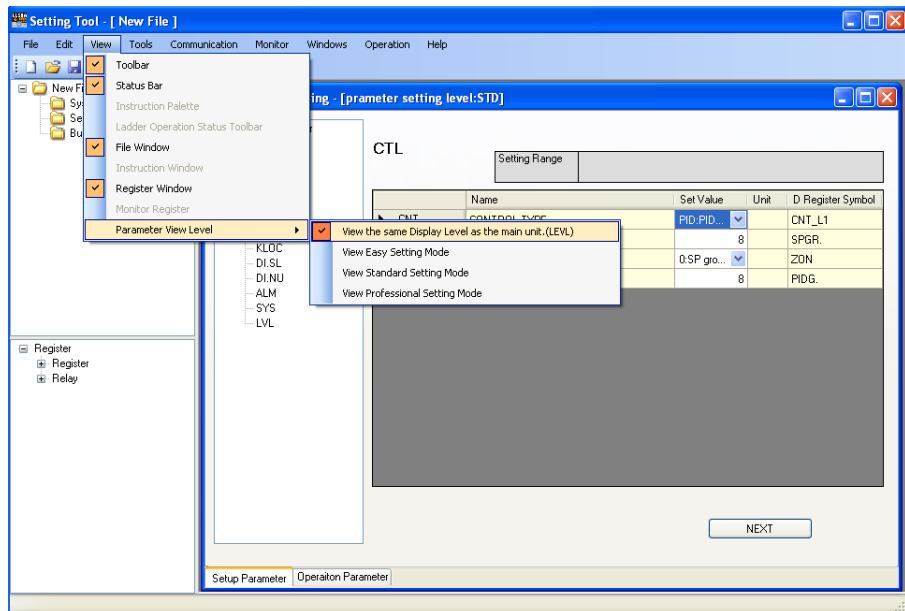 Setting Tool - [ New File ]
File Edit View Tools Communication Monitor Windows Operation Help
Toolbar
Status Bar
Instruction Palette
Ladder Operation Status Toolbar
File Window
Instruction Window
Register Window
Monitor Register
Parameter View Level
View the same Display Level as the main unit.(LEVL)
View Easy Setting Mode
View Standard Setting Mode
View Professional Setting Mode
New Fi
Sy
Se
Bu
Register
Register
Relay
ing - [prameter setting level:STD]
KLOC
DI.SL
DI.NU
ALM
SYS
LVL
CTL
Setting Range
Name Set Value Unit D Register Symbol
CNT CONTROL TYPE PID:PID... CNT_L1
8 SPGR.
0:SP gro... ZON
8 PIDG.
NEXT
Setup Parameter Operaiton Parameter